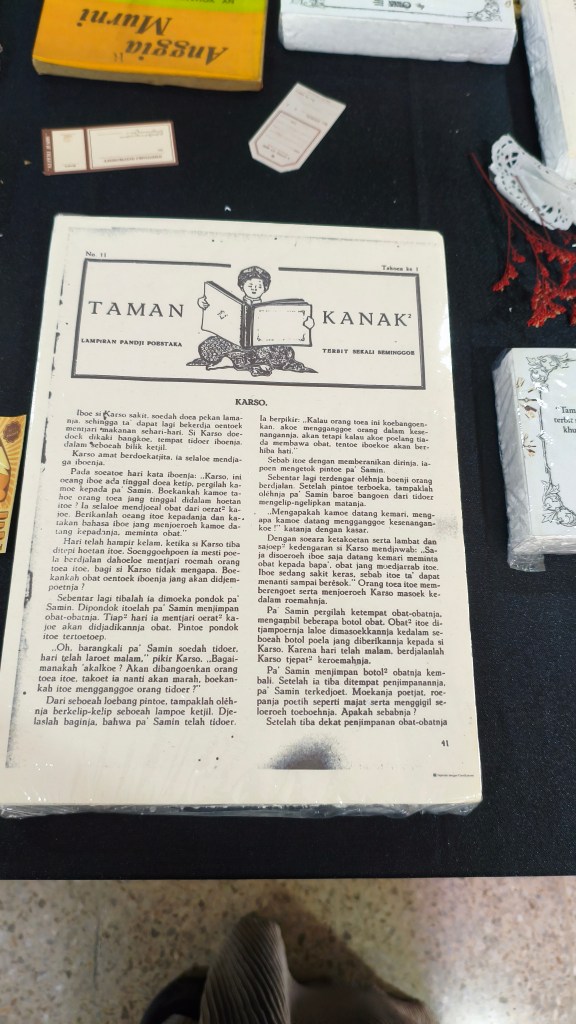 Anggia
Murni
No. 11
Tahoen ke 1
TAMAN
KANAK²
LAMPIRAN PANDJI POESTAKA
TERBIT SEKALI SEMINGGOE
KARSO.
Iboe si Karso sakit, soedah doea pekan lama-
nja, sehingga ta' dapat lagi bekerdja oentoek
mentjari makanan sehari-hari. Si Karso doe-
doek dikaki bangkoe, tempat tidoer iboenja,
dalam seboeah bilik ketjil.
Karso amat berdoekatjita, ia selaloe mendja-
ga iboenja.
Pada soeatoe hari kata iboenja: „Karso, ini
oeang iboe ada tinggal doea ketip, pergilah ka-
moe kepada pa' Samin. Boekankah kamoe ta-
hoe orang toea jang tinggal didalam hoetan
itoe? Ia selaloe mendjoeal obat dari oerat² ka-
joe. Berikanlah oeang itoe kepadanja dan ka-
takan bahasa iboe jang menjoeroeh kamoe da-
tang kepadanja, meminta obat."
Hari telah hampir kelam, ketika si Karso tiba
ditepi hoetan itoe. Soenggoehpoen ia mesti poe-
la berdjalan dahoeloe mentjari roemah orang
toea itoe, bagi si Karso tidak mengapa. Boe-
kankah obat oentoek iboenja jang akan didjem-
poetnja?
Sebentar lagi tibalah ia dimoeka pondok pa'
Samin. Dipondok itoelah pa' Samin menjimpan
obat-obatnja. Tiap² hari ia mentjari oerat² ka-
joe akan didjadikannja obat. Pintoe pondok
itoe tertoetoep.
„Oh, barangkali pa' Samin soedah tidoer,
hari telah laroet malam," pikir Karso. „Bagai-
manakah 'akalkoe? Akan dibangoenkan orang
toea itoe, takoet ia nanti akan marah, boekan-
kah itoe mengganggoe orang tidoer?"
Dari seboeah loebang pintoe, tampaklah oléh-
nja berkelip-kelip seboeah lampoe ketjil. Dje-
laslah baginja, bahwa pa' Samin telah tidoer.
Ia berpikir: „Kalau orang toea ini koebangoen-
kan, akoe mengganggoe orang dalam kese-
nangannja, akan tetapi kalau akoe poelang tia-
da membawa obat, tentoe iboekoe akan ber-
hiba hati."
Sebab itoe dengan memberanikan dirinja, ia-
poen mengetok pintoe pa' Samin.
Sebentar lagi terdengar oléhnja boenji orang
berdjalan. Setelah pintoe terboeka, tampaklah
oléhnja pa' Samin baroe bangoen dari tidoer
mengelip-ngelipkan matanja.
„Mengapakah kamoe datang kemari, meng-
apa kamoe datang mengganggoe kesenangan-
koe?" katanja dengan kasar.
Dengan soeara ketakoetan serta lambat dan
sajoep² kedengaran si Karso mendjawab: „Sa-
ja disoeroeh iboe saja datang kemari meminta
obat kepada bapa', obat jang moedjarrab itoe.
Iboe sedang sakit keras, sebab itoe ta' dapat
menanti sampai berésok." Orang toea itoe mem-
berengoet serta menjoeroeh Karso masoek ke-
dalam roemahnja.
Pa' Samin pergilah ketempat obat-obatnja,
mengambil beberapa botol obat. Obat² itoe di-
tjampoernja laloe dimasoekkannja kedalam se-
boeah botol poela jang diberikannja kepada si
Karso. Karena hari telah malam, berdjalanlah
Karso tjepat² keroemahnja.
Pa' Samin menjimpan botol² obatnja kem-
bali. Setelah ia tiba ditempat penjimpanannja,
pa' Samin terkedjoet. Moekanja poetjat, roe-
panja poetih seperti majat serta menggigil se-
loeroeh toeboehnja. Apakah sebabnja?
Setelah tiba dekat penjimpanan obat-obatnja
41